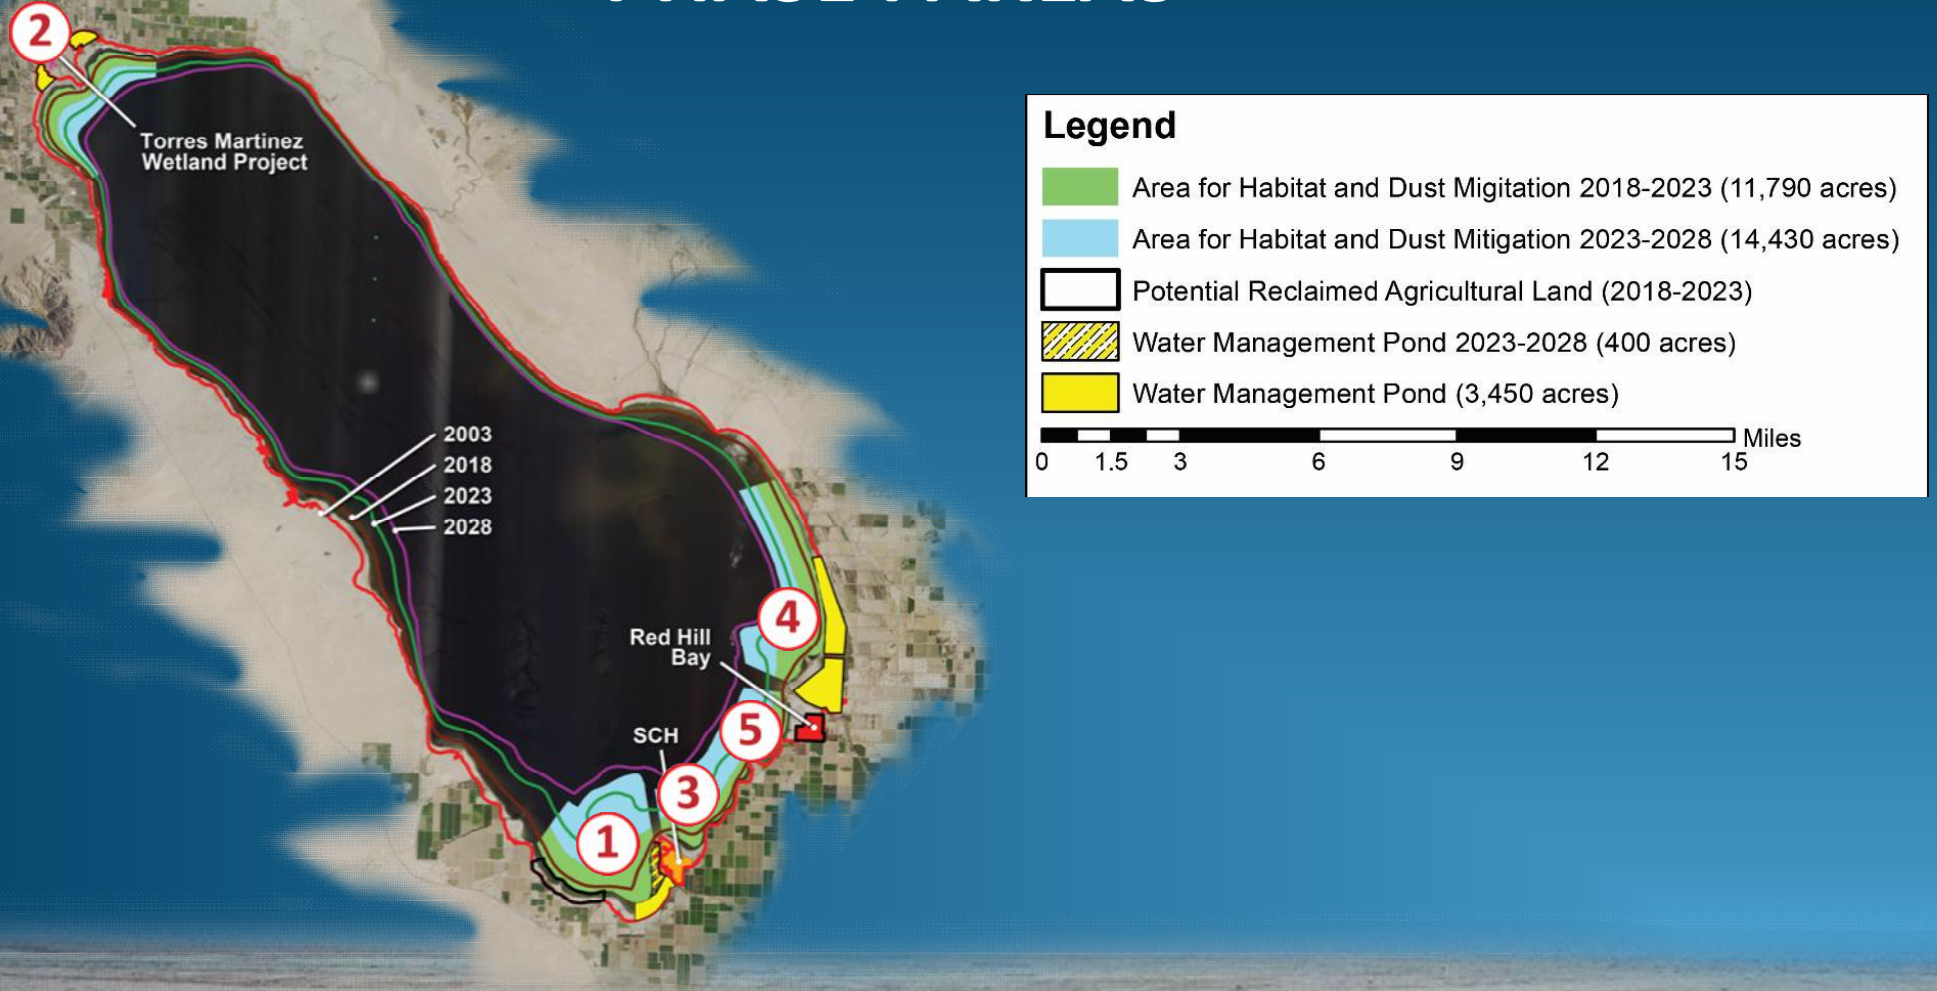 2
Torres Martinez
Wetland Project
2003
2018
2023
2028
Red Hill
Bay
SCH
4
5
3
1
Legend
Area for Habitat and Dust Migitation 2018-2023 (11,790 acres)
Area for Habitat and Dust Mitigation 2023-2028 (14,430 acres)
Potential Reclaimed Agricultural Land (2018-2023)
Water Management Pond 2023-2028 (400 acres)
Water Management Pond (3,450 acres)
Miles
0 1.5 3 6 9 12 15